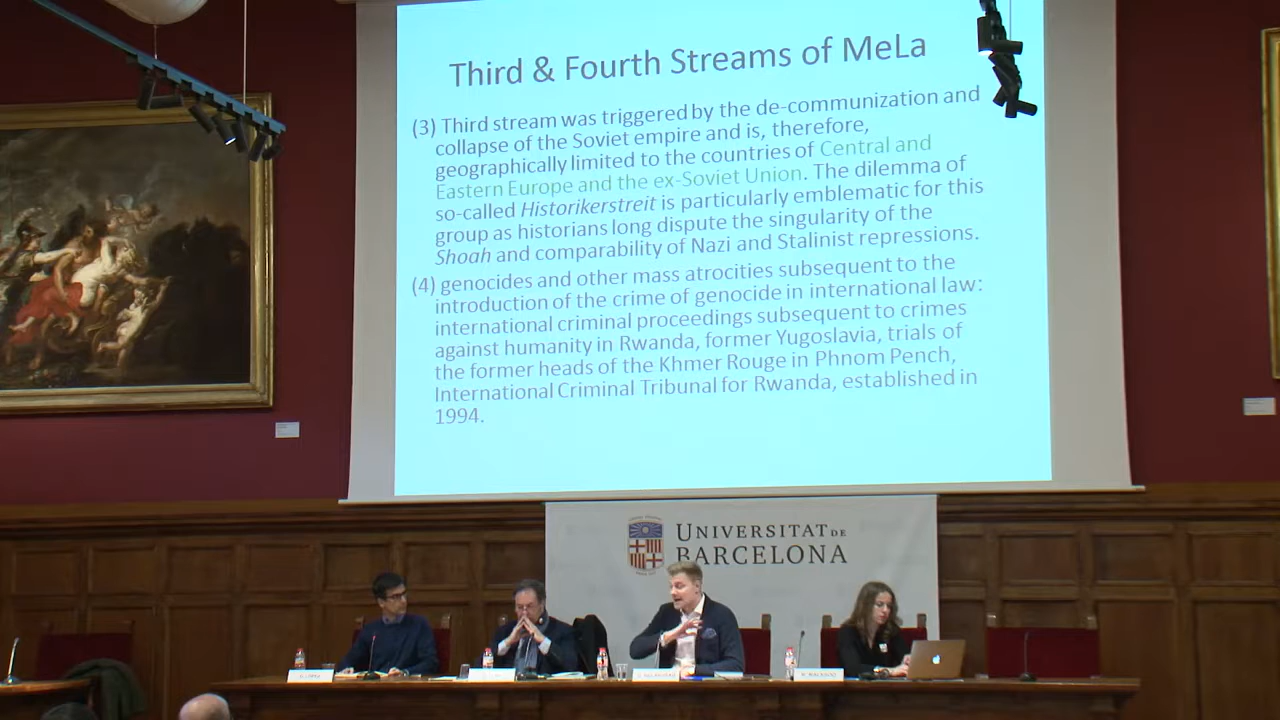 Third & Fourth Streams of MeLa
(3) Third stream was triggered by the de-communization and
collapse of the Soviet empire and is, therefore,
geographically limited to the countries of Central and
Eastern Europe and the ex-Soviet Union. The dilemma of
so-called Historikerstreit is particularly emblematic for this
group as historians long dispute the singularity of the
Shoah and comparability of Nazi and Stalinist repressions.
(4) genocides and other mass atrocities subsequent to the
introduction of the crime of genocide in international law:
international criminal proceedings subsequent to crimes
against humanity in Rwanda, former Yugoslavia, trials of
the former heads of the Khmer Rouge in Phnom Pench,
International Criminal Tribunal for Rwanda, established in
1994.
UNIVERSITAT DE
BARCELONA